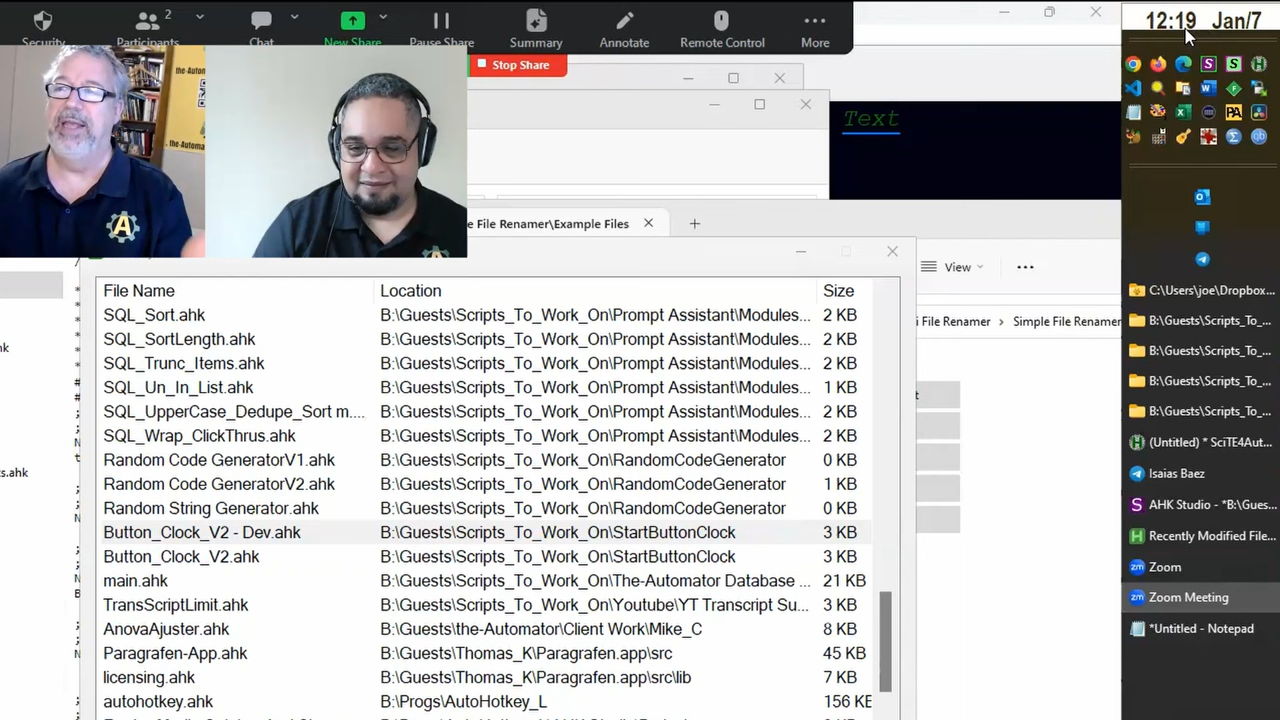 2
Security
Participants
Chat
New Share
Pause Share
Summary
Annotate
Remote Control
More
Stop Share
12:19 Jan/7
Text
File Renamer\Example Files
View
File Renamer > Simple File Renamer
File Name Location Size
SQL_Sort.ahk B:\Guests\Scripts_To_Work_On\Prompt Assistant\Modules... 2 KB
SQL_SortLength.ahk B:\Guests\Scripts_To_Work_On\Prompt Assistant\Modules... 2 KB
SQL_Trunc_Items.ahk B:\Guests\Scripts_To_Work_On\Prompt Assistant\Modules... 2 KB
SQL_Un_In_List.ahk B:\Guests\Scripts_To_Work_On\Prompt Assistant\Modules... 1 KB
SQL_UpperCase_Dedupe_Sort m.... B:\Guests\Scripts_To_Work_On\Prompt Assistant\Modules... 2 KB
SQL_Wrap_ClickThrus.ahk B:\Guests\Scripts_To_Work_On\Prompt Assistant\Modules... 2 KB
Random Code GeneratorV1.ahk B:\Guests\Scripts_To_Work_On\RandomCodeGenerator 0 KB
Random Code GeneratorV2.ahk B:\Guests\Scripts_To_Work_On\RandomCodeGenerator 1 KB
Random String Generator.ahk B:\Guests\Scripts_To_Work_On\RandomCodeGenerator 0 KB
Button_Clock_V2 - Dev.ahk B:\Guests\Scripts_To_Work_On\StartButtonClock 3 KB
Button_Clock_V2.ahk B:\Guests\Scripts_To_Work_On\StartButtonClock 3 KB
main.ahk B:\Guests\Scripts_To_Work_On\The-Automator Database ... 21 KB
TransScriptLimit.ahk B:\Guests\Scripts_To_Work_On\Youtube\YT Transcript Su... 3 KB
AnovaAjuster.ahk B:\Guests\the-Automator\Client Work\Mike_C 8 KB
Paragrafen-App.ahk B:\Guests\Thomas_K\Paragrafen.app\src 45 KB
licensing.ahk B:\Guests\Thomas_K\Paragrafen.app\src\lib 7 KB
autohotkey.ahk B:\Progs\AutoHotkey_L 156 KB
C:\Users\joe\Dropbox...
B:\Guests\Scripts_To_...
B:\Guests\Scripts_To_...
B:\Guests\Scripts_To_...
B:\Guests\Scripts_To_...
(Untitled) * SciTE4Aut...
Isaias Baez
AHK Studio - *B:\Gues...
Recently Modified File...
Zoom
Zoom Meeting
*Untitled - Notepad